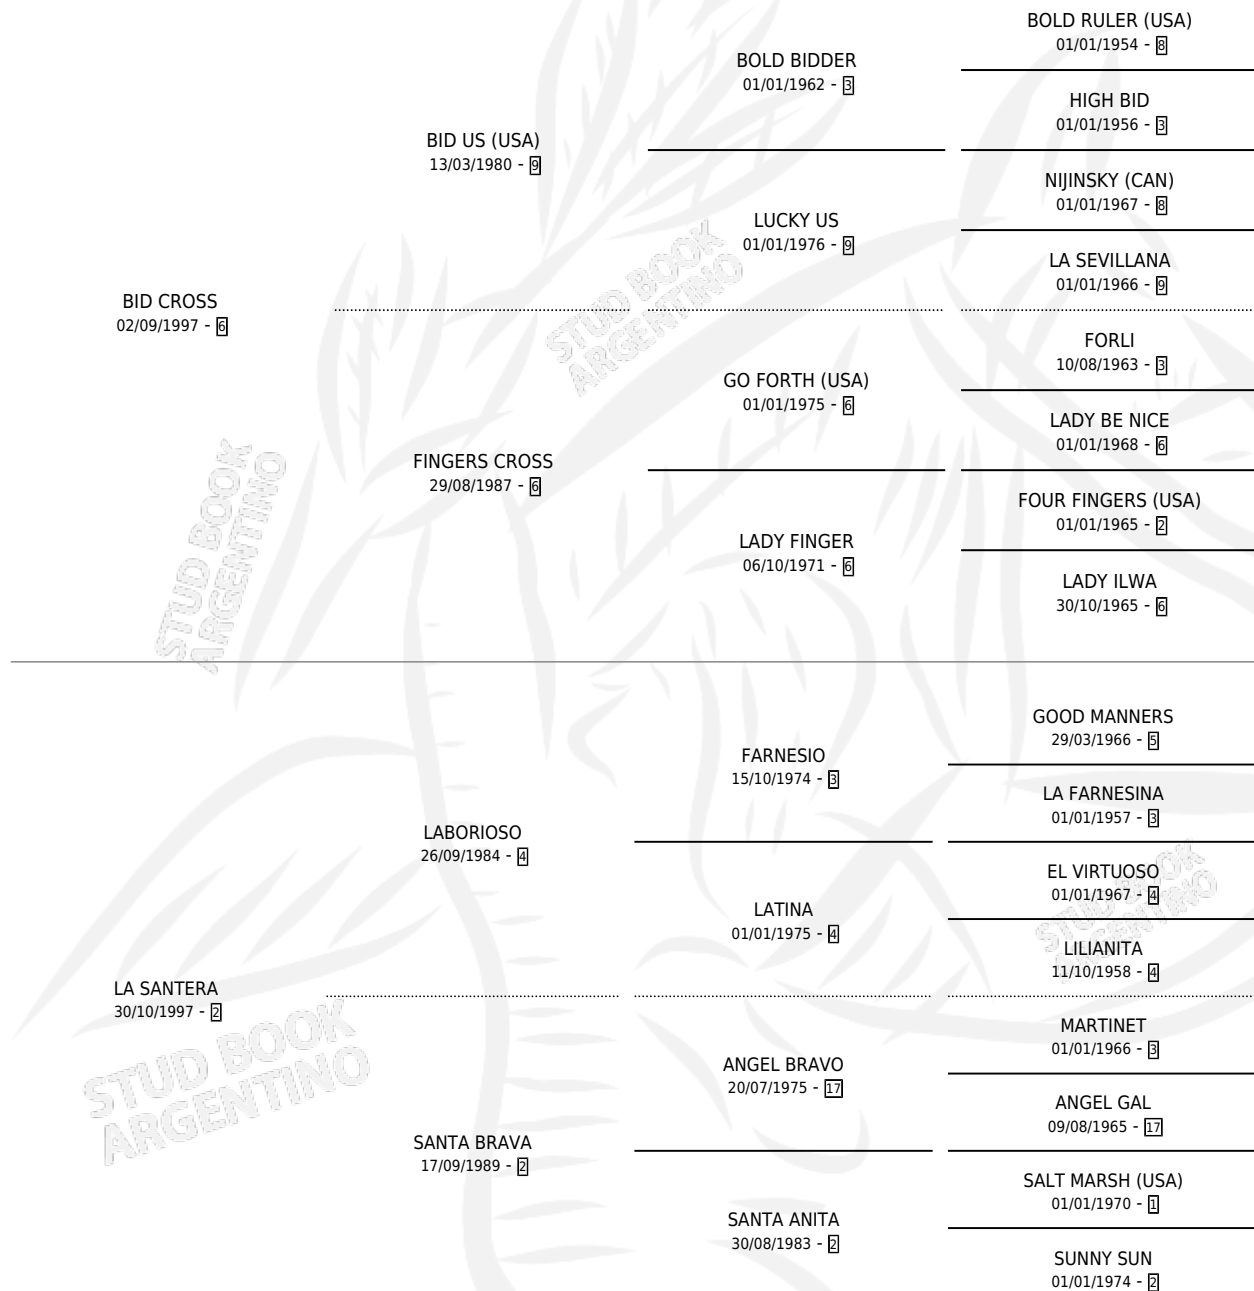 BOLD RULER (USA)
01/01/1954 - 8
BOLD BIDDER
01/01/1962 - 3
HIGH BID
01/01/1956 - 3
BID US (USA)
13/03/1980 - 9
NIJINSKY (CAN)
01/01/1967 - 8
LUCKY US
01/01/1976 - 9
LA SEVILLANA
01/01/1966 - 9
BID CROSS
02/09/1997 - 6
STUD BOOK
ARGENTINO
FORLI
10/08/1963 - 3
GO FORTH (USA)
01/01/1975 - 6
LADY BE NICE
01/01/1968 - 6
FINGERS CROSS
29/08/1987 - 6
FOUR FINGERS (USA)
01/01/1965 - 2
LADY FINGER
06/10/1971 - 6
LADY ILWA
30/10/1965 - 6
STUD BOOK
ARGENTINO
GOOD MANNERS
29/03/1966 - 5
FARNESIO
15/10/1974 - 3
LA FARNESINA
01/01/1957 - 3
LABORIOSO
26/09/1984 - 4
EL VIRTUOSO
01/01/1967 - 4
LATINA
01/01/1975 - 4
STUD BOOK
ARGENTINO
LILIANITA
11/10/1958 - 4
LA SANTERA
30/10/1997 - 2
STUD BOOK
ARGENTINO
MARTINET
01/01/1966 - 3
ANGEL BRAVO
20/07/1975 - 17
ANGEL GAL
09/08/1965 - 17
SANTA BRAVA
17/09/1989 - 2
SALT MARSH (USA)
01/01/1970 - 1
SANTA ANITA
30/08/1983 - 2
SUNNY SUN
01/01/1974 - 2